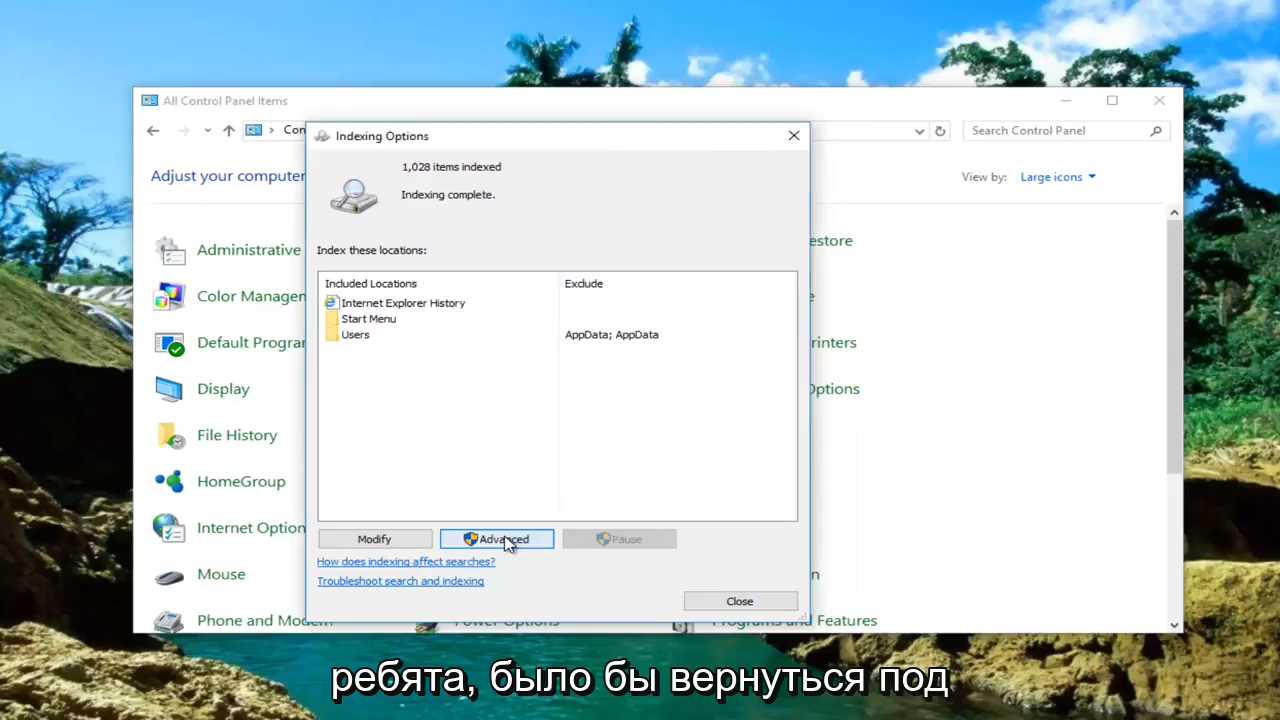 All Control Panel Items
Con
Search Control Panel
Adjust your computer
View by: Large icons
Indexing Options
1,028 items indexed
Indexing complete.
Index these locations:
Included Locations Exclude
Internet Explorer History
Start Menu
Users AppData; AppData
Modify Advanced Pause
How does indexing affect searches?
Troubleshoot search and indexing
Close
Administrative
estore
Color Managem
e
Default Program
rinters
Display
Options
File History
HomeGroup
Internet Option
Mouse
n
Phone and Modem
Power Options
Programs and Features
ребята, было бы вернуться под